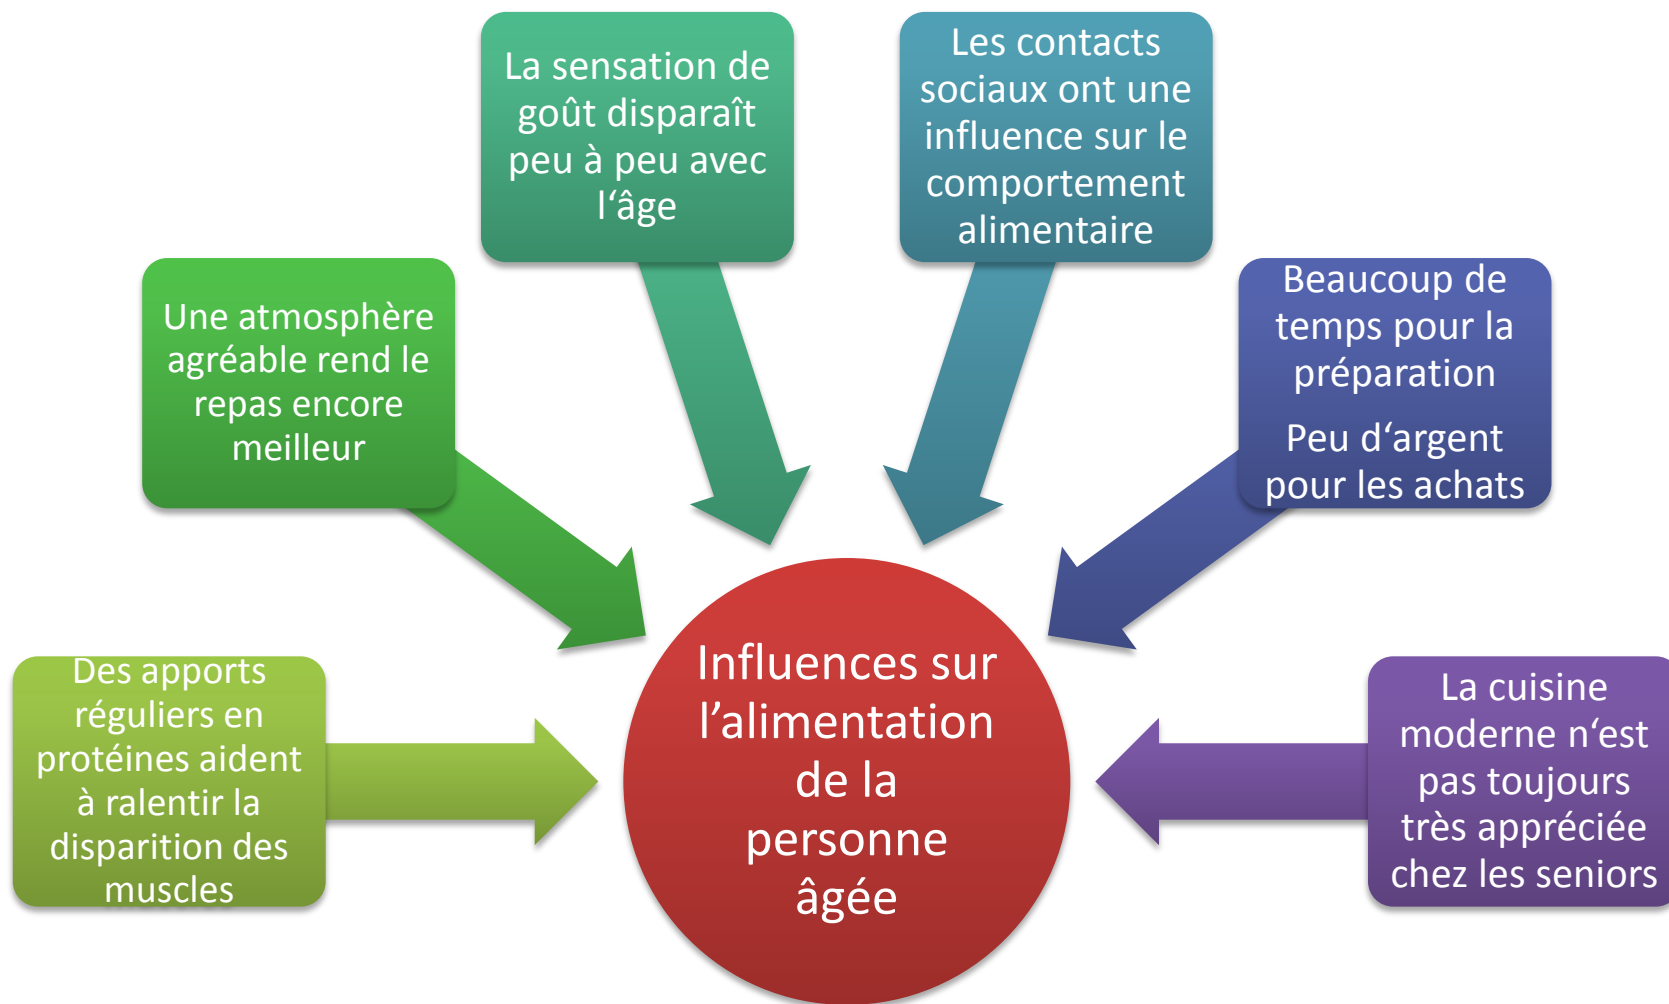 La sensation de
goût disparaît
peu à peu avec
l‘âge
Les contacts
sociaux ont une
influence sur le
comportement
alimentaire
Une atmosphère
agréable rend le
repas encore
meilleur
Beaucoup de
temps pour la
préparation
Peu d‘argent
pour les achats
Des apports
réguliers en
protéines aident
à ralentir la
disparition des
muscles
Influences sur
l’alimentation
de la
personne
âgée
La cuisine
moderne n‘est
pas toujours
très appréciée
chez les seniors